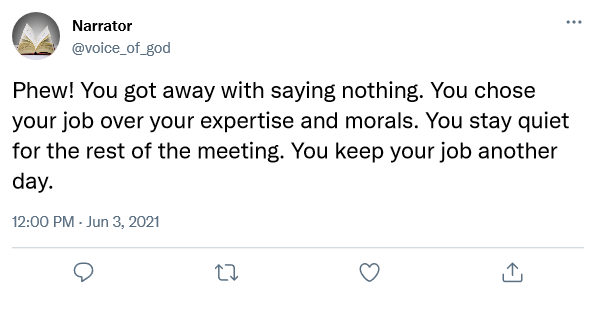 Narrator
@voice_of_god
Phew! You got away with saying nothing. You chose
your job over your expertise and morals. You stay quiet
for the rest of the meeting. You keep your job another
day.
12:00 PM · Jun 3, 2021